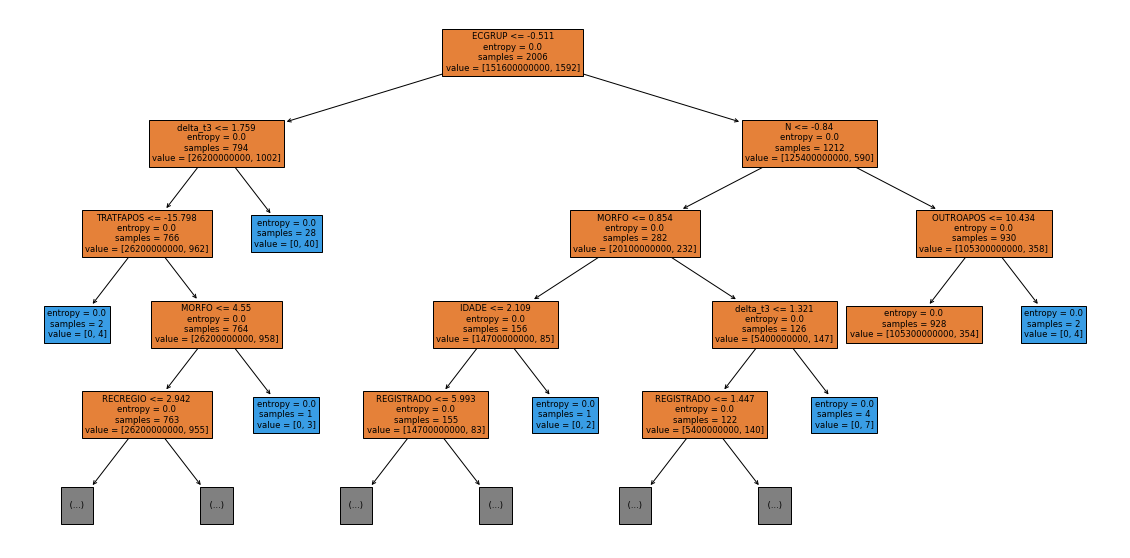 ECGRUP <= -0.511
entropy = 0.0
samples = 2006
value = [151600000000, 1592]
delta_t3 <= 1.759
entropy = 0.0
samples = 794
value = [26200000000, 1002]
N <= -0.84
entropy = 0.0
samples = 1212
value = [125400000000, 590]
TRATFAPOS <= -15.798
entropy = 0.0
samples = 766
value = [26200000000, 962]
entropy = 0.0
samples = 28
value = [0, 40]
MORFO <= 0.854
entropy = 0.0
samples = 282
value = [20100000000, 232]
OUTROAPOS <= 10.434
entropy = 0.0
samples = 930
value = [105300000000, 358]
entropy = 0.0
samples = 2
value = [0, 4]
MORFO <= 4.55
entropy = 0.0
samples = 764
value = [26200000000, 958]
IDADE <= 2.109
entropy = 0.0
samples = 156
value = [14700000000, 85]
delta_t3 <= 1.321
entropy = 0.0
samples = 126
value = [5400000000, 147]
entropy = 0.0
samples = 928
value = [105300000000, 354]
entropy = 0.0
samples = 2
value = [0, 4]
RECREGIO <= 2.942
entropy = 0.0
samples = 763
value = [26200000000, 955]
entropy = 0.0
samples = 1
value = [0, 3]
REGISTRADO <= 5.993
entropy = 0.0
samples = 155
value = [14700000000, 83]
entropy = 0.0
samples = 1
value = [0, 2]
REGISTRADO <= 1.447
entropy = 0.0
samples = 122
value = [5400000000, 140]
entropy = 0.0
samples = 4
value = [0, 7]
(...)
(...)
(...)
(...)
(...)
(...)